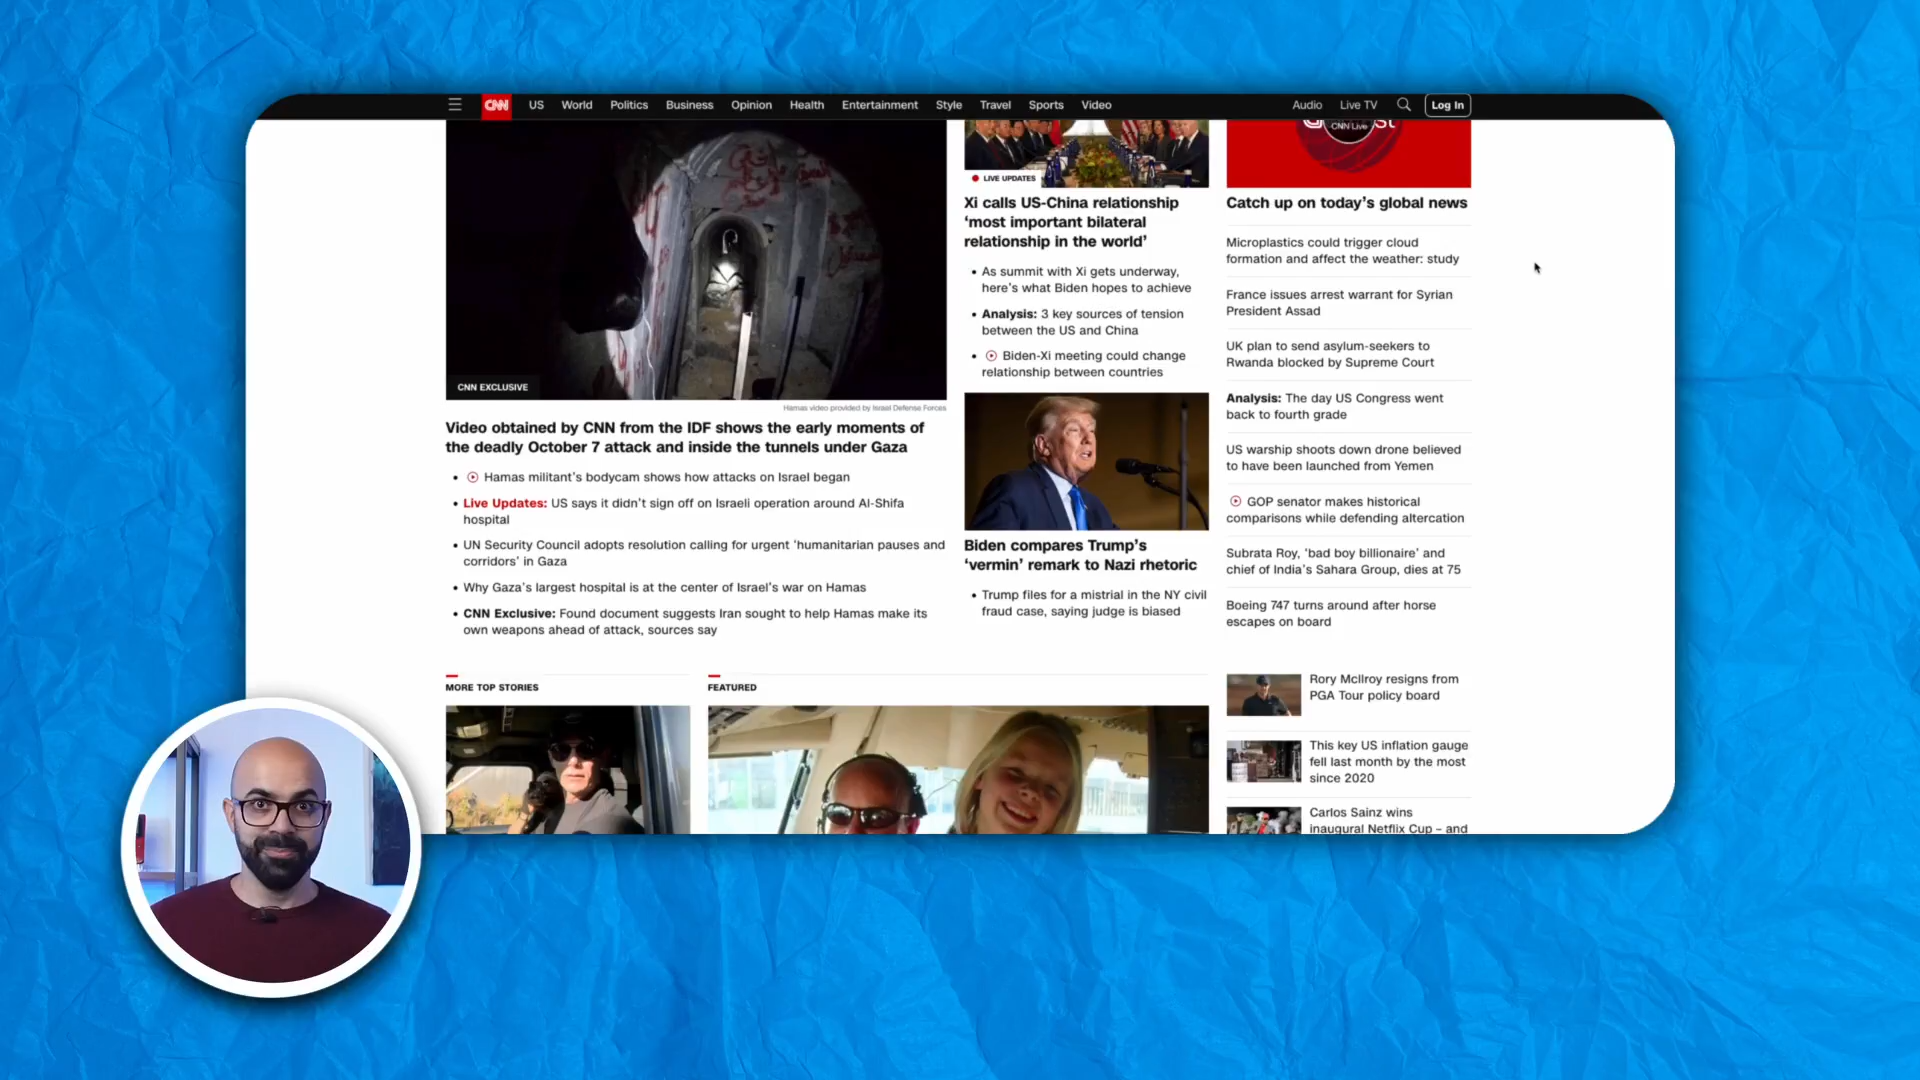 CNN
US
World
Politics
Business
Opinion
Health
Entertainment
Style
Travel
Sports
Video
Audio
Live TV
Log In
CNN EXCLUSIVE
Hamas video provided by Israel Defense Forces
Video obtained by CNN from the IDF shows the early moments of
the deadly October 7 attack and inside the tunnels under Gaza
Hamas militant's bodycam shows how attacks on Israel began
Live Updates: US says it didn't sign off on Israeli operation around Al-Shifa
hospital
UN Security Council adopts resolution calling for urgent 'humanitarian pauses and
corridors' in Gaza
Why Gaza's largest hospital is at the center of Israel's war on Hamas
CNN Exclusive: Found document suggests Iran sought to help Hamas make its
own weapons ahead of attack, sources say
LIVE UPDATES
Xi calls US-China relationship
'most important bilateral
relationship in the world'
As summit with Xi gets underway,
here's what Biden hopes to achieve
Analysis: 3 key sources of tension
between the US and China
Biden-Xi meeting could change
relationship between countries
Biden compares Trump's
'vermin' remark to Nazi rhetoric
Trump files for a mistrial in the NY civil
fraud case, saying judge is biased
CNN Live
Catch up on today's global news
Microplastics could trigger cloud
formation and affect the weather: study
France issues arrest warrant for Syrian
President Assad
UK plan to send asylum-seekers to
Rwanda blocked by Supreme Court
Analysis: The day US Congress went
back to fourth grade
US warship shoots down drone believed
to have been launched from Yemen
GOP senator makes historical
comparisons while defending altercation
Subrata Roy, 'bad boy billionaire' and
chief of India's Sahara Group, dies at 75
Boeing 747 turns around after horse
escapes on board
MORE TOP STORIES
FEATURED
Rory McIlroy resigns from
PGA Tour policy board
This key US inflation gauge
fell last month by the most
since 2020
Carlos Sainz wins
inaugural Netflix Cup – and